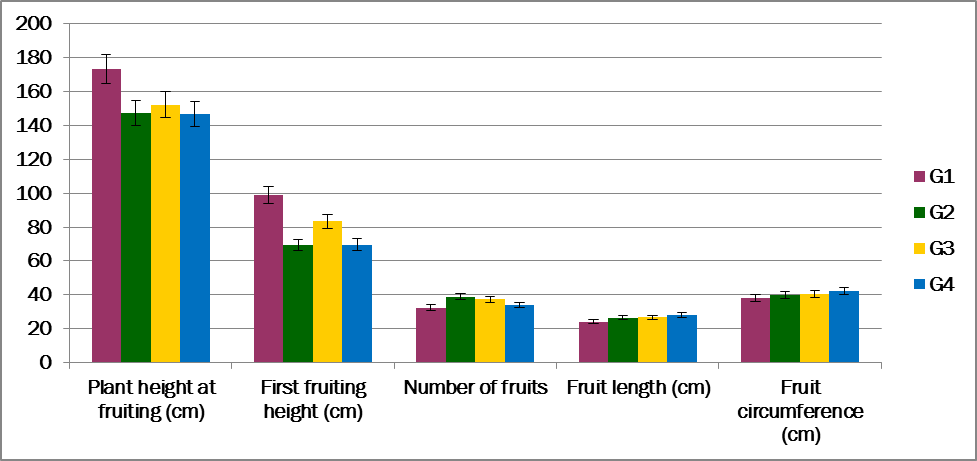 200
180
160
140
120
100
80
60
40
20
0
Plant height at
fruiting (cm)
First fruiting
height (cm)
Number of fruits
Fruit length (cm)
Fruit
circumference
(cm)
G1
G2
G3
G4